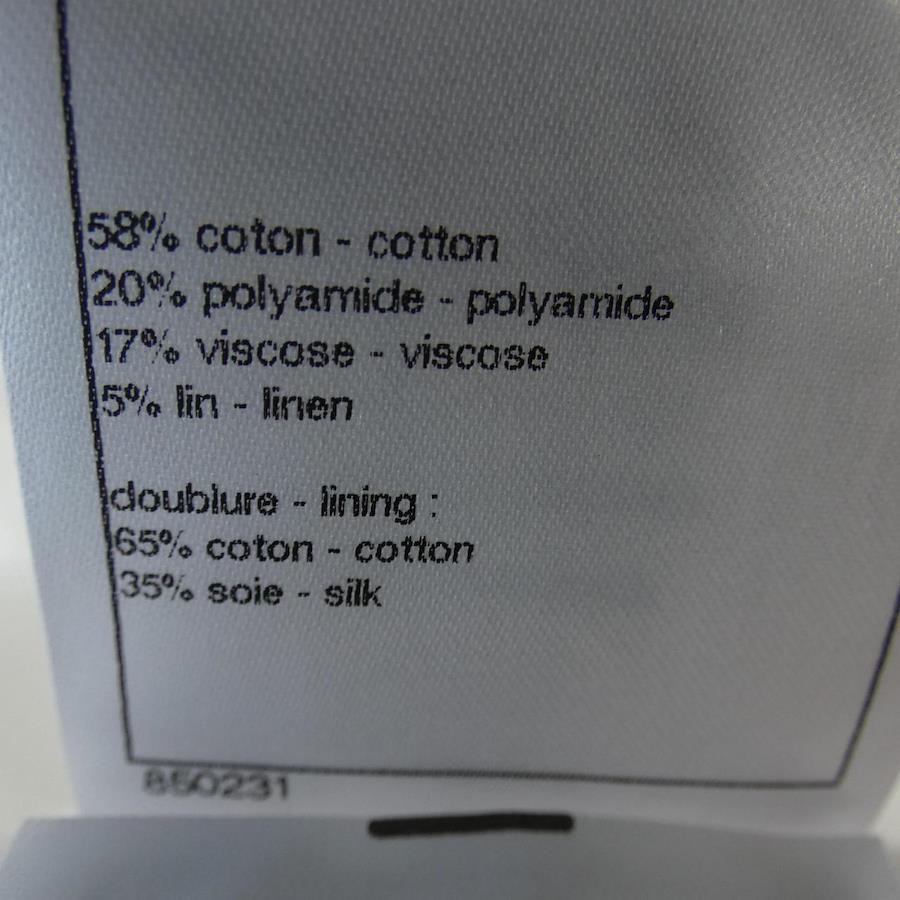 58% coton - cotton
20% polyamide - polyamide
17% viscose - viscose
5% lin - linen
doublure - lining :
65% coton - cotton
35% soie - silk
850231